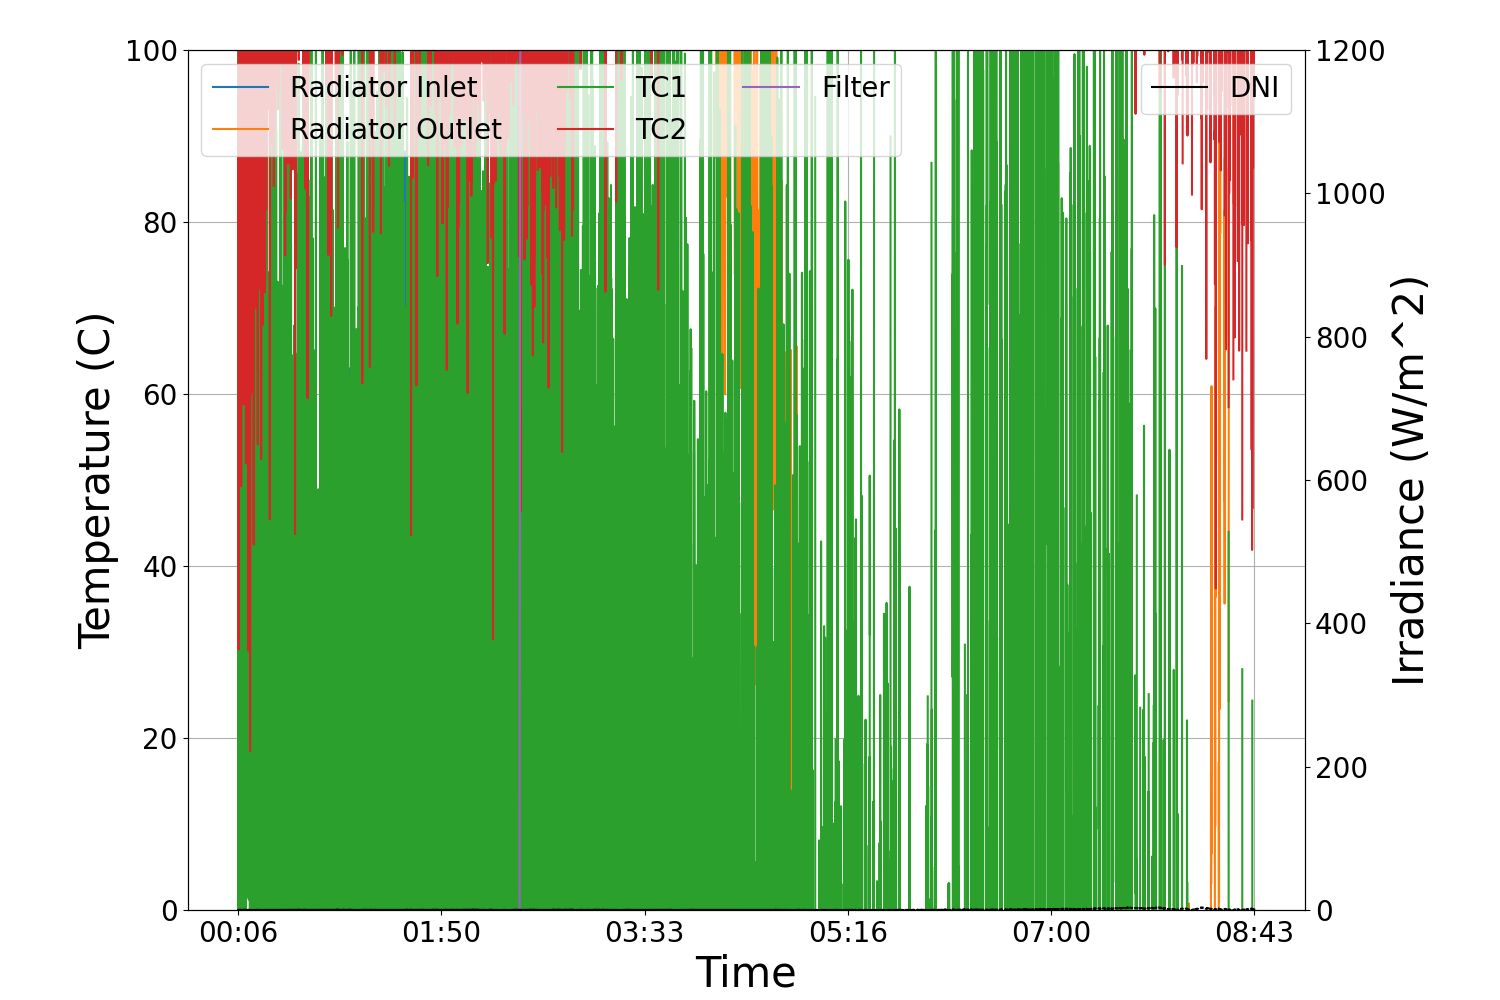 100
80
60
40
20
0
Temperature (C)
Radiator Inlet
Radiator Outlet
TC1
TC2
Filter
DNI
1200
1000
800
600
400
200
0
Irradiance (W/m^2)
00:06 01:50 03:33 05:16 07:00 08:43
Time